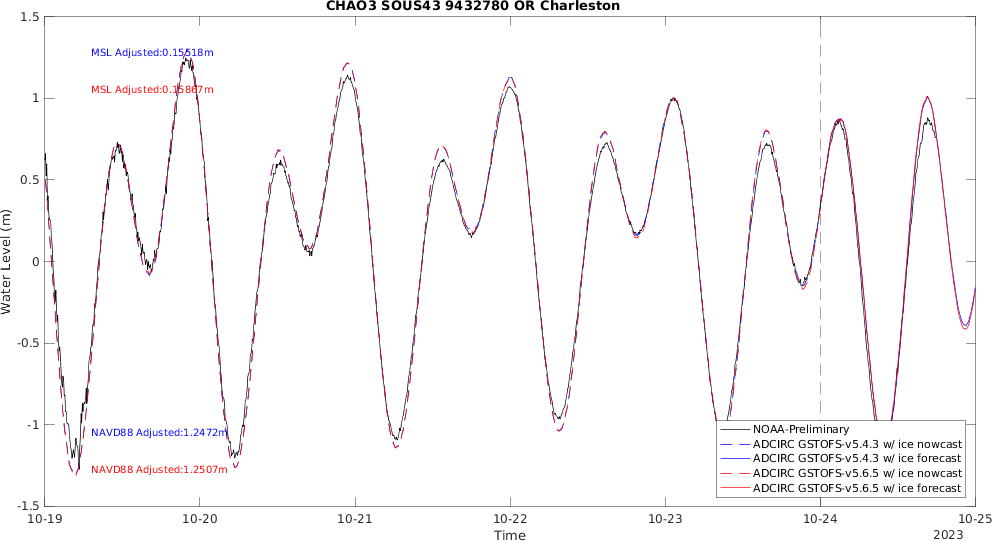 CHAO3 SOUS43 9432780 OR Charleston
1.5
1
0.5
0
-0.5
-1
-1.5
Water Level (m)
MSL Adjusted:0.15518m
MSL Adjusted:0.15867m
NAVD88 Adjusted:1.2472m
NAVD88 Adjusted:1.2507m
NOAA-Preliminary
ADCIRC GSTOFS-v5.4.3 w/ ice nowcast
ADCIRC GSTOFS-v5.4.3 w/ ice forecast
ADCIRC GSTOFS-v5.6.5 w/ ice nowcast
ADCIRC GSTOFS-v5.6.5 w/ ice forecast
10-19 10-20 10-21 10-22 10-23 10-24 10-25
Time
2023